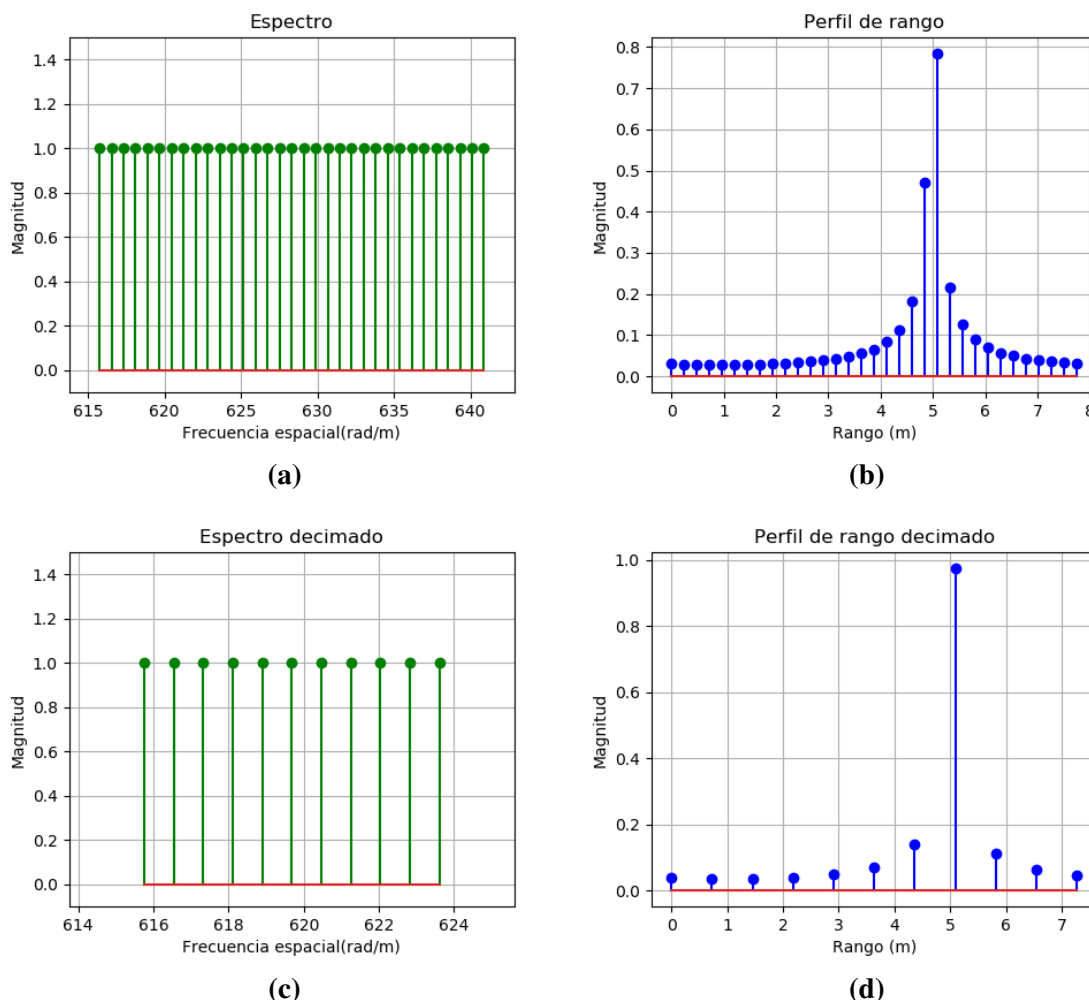 Espectro
Magnitud
1.4
1.2
1.0
0.8
0.6
0.4
0.2
0.0
615 620 625 630 635 640
Frecuencia espacial(rad/m)
(a)
Perfil de rango
Magnitud
0.8
0.7
0.6
0.5
0.4
0.3
0.2
0.1
0.0
0 1 2 3 4 5 6 7 8
Rango (m)
(b)
Espectro decimado
Magnitud
1.4
1.2
1.0
0.8
0.6
0.4
0.2
0.0
614 616 618 620 622 624
Frecuencia espacial(rad/m)
(c)
Perfil de rango decimado
Magnitud
1.0
0.8
0.6
0.4
0.2
0.0
0 1 2 3 4 5 6 7
Rango (m)
(d)